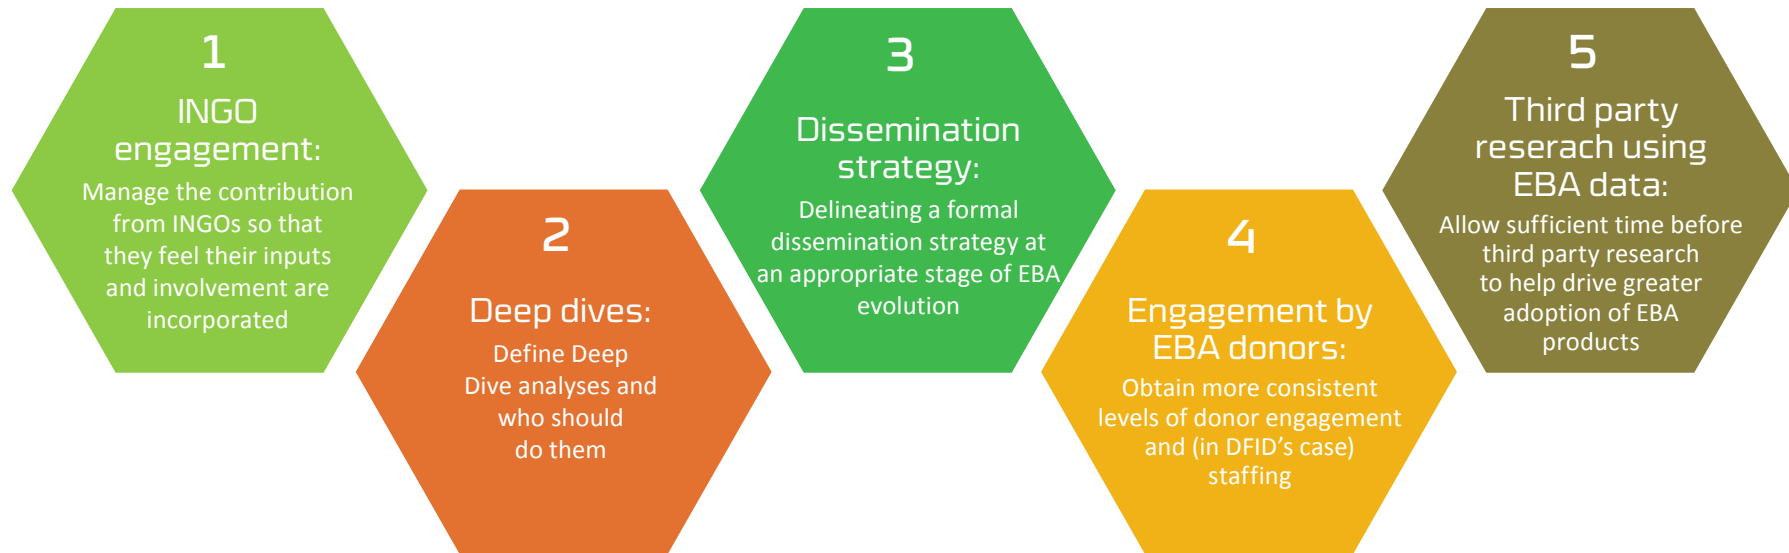 1
INGO
engagement:
Manage the contribution
from INGOs so that
they feel their inputs
and involvement are
incorporated
2
Deep dives:
Define Deep
Dive analyses and
who should
do them
3
Dissemination
strategy:
Delineating a formal
dissemination strategy at
an appropriate stage of EBA
evolution
4
Engagement by
EBA donors:
Obtain more consistent
levels of donor engagement
and (in DFID’s case)
staffing
5
Third party
reserach using
EBA data:
Allow sufficient time before
third party research
to help drive greater
adoption of EBA
products